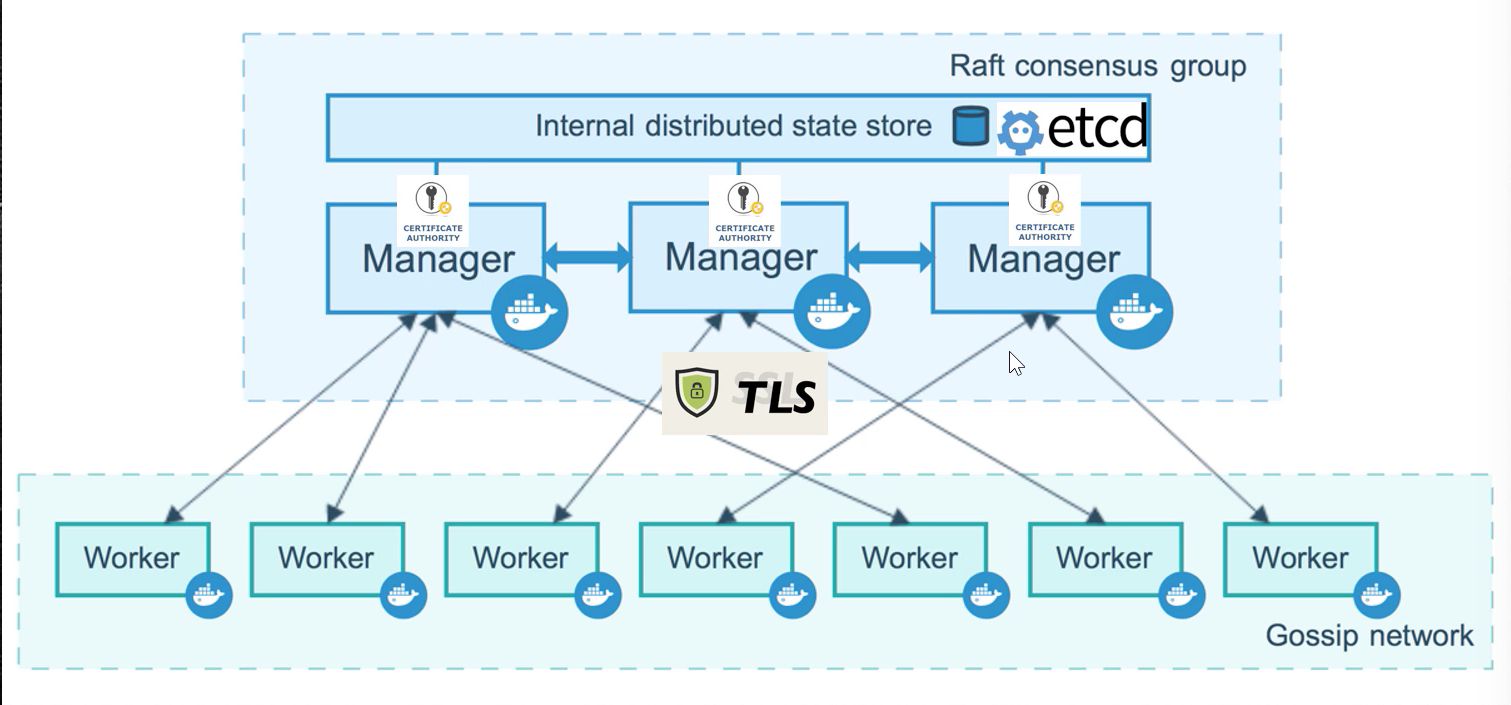 Raft consensus group
Internal distributed state store
etcd
CERTIFICATE
AUTHORITY
Manager
CERTIFICATE
AUTHORITY
Manager
CERTIFICATE
AUTHORITY
Manager
SSL
TLS
Worker
Worker
Worker
Worker
Worker
Worker
Worker
Gossip network